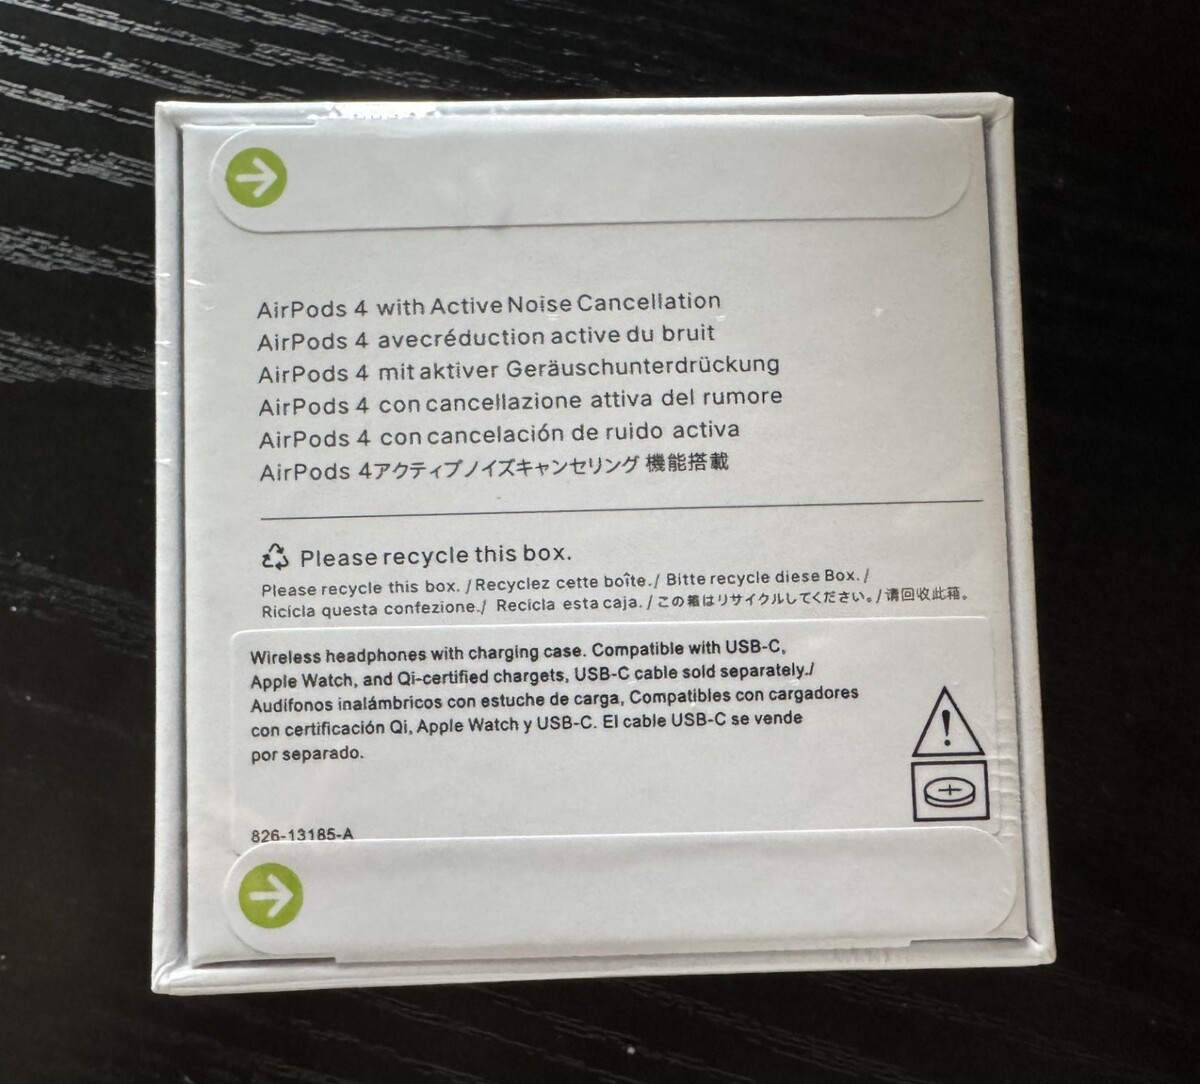 AirPods 4 with Active Noise Cancellation
AirPods 4 avecréduction active du bruit
AirPods 4 mit aktiver Geräuschunterdrückung
AirPods 4 con cancellazione attiva del rumore
AirPods 4 con cancelación de ruido activa
AirPods 4アクティブノイズキャンセリング 機能搭載
Please recycle this box.
Please recycle this box. / Recyclez cette boîte./ Bitte recycle diese Box. /
Ricicla questa confezione./ Recicla esta caja. / この箱はリサイクルしてください。/ 请回收此箱。
Wireless headphones with charging case. Compatible with USB-C,
Apple Watch, and Qi-certified chargets, USB-C cable sold separately./
Audifonos inalámbricos con estuche de carga, Compatibles con cargadores
con certificación Qi, Apple Watch y USB-C. El cable USB-C se vende
por separado.
826-13185-A